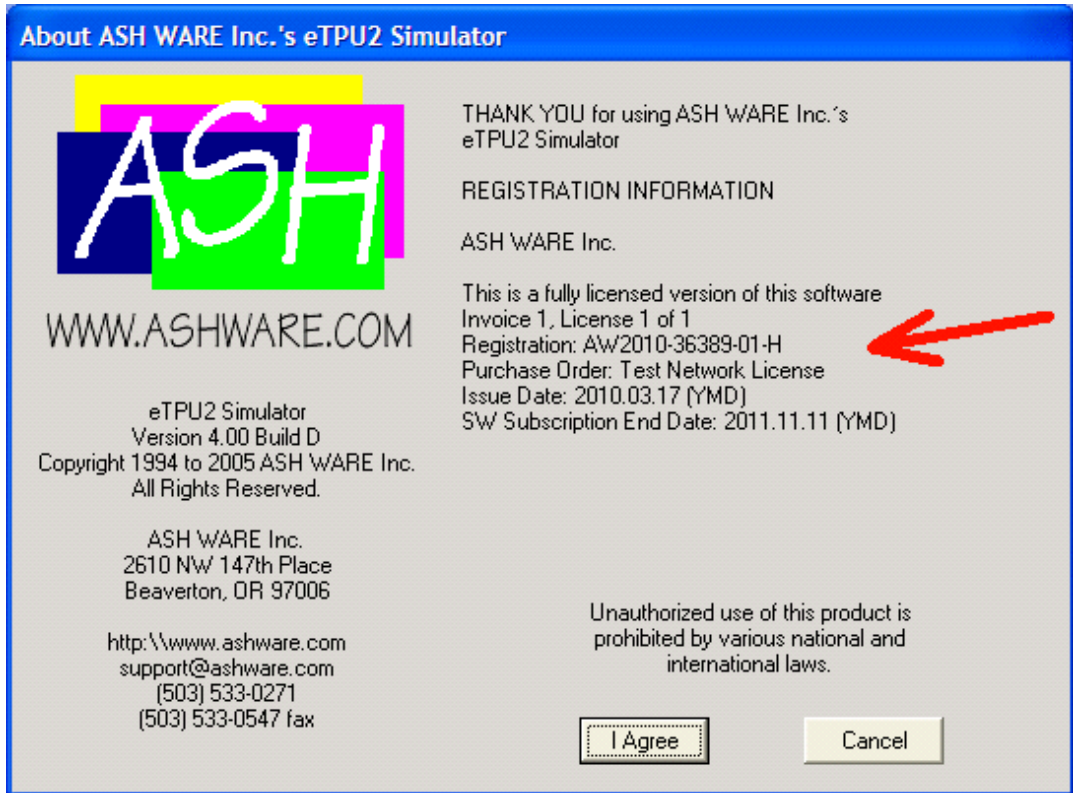 About ASH WARE Inc.'s eTPU2 Simulator
ASH
WWW.ASHWARE.COM
eTPU2 Simulator
Version 4.00 Build D
Copyright 1994 to 2005 ASH WARE Inc.
All Rights Reserved.
ASH WARE Inc.
2610 NW 147th Place
Beaverton, OR 97006
http:\\www.ashware.com
support@ashware.com
(503) 533-0271
(503) 533-0547 fax
THANK YOU for using ASH WARE Inc.'s
eTPU2 Simulator
REGISTRATION INFORMATION
ASH WARE Inc.
This is a fully licensed version of this software
Invoice 1, License 1 of 1
Registration: AW2010-36389-01-H
Purchase Order: Test Network License
Issue Date: 2010.03.17 (YMD)
SW Subscription End Date: 2011.11.11 (YMD)
Unauthorized use of this product is
prohibited by various national and
international laws.
I Agree
Cancel